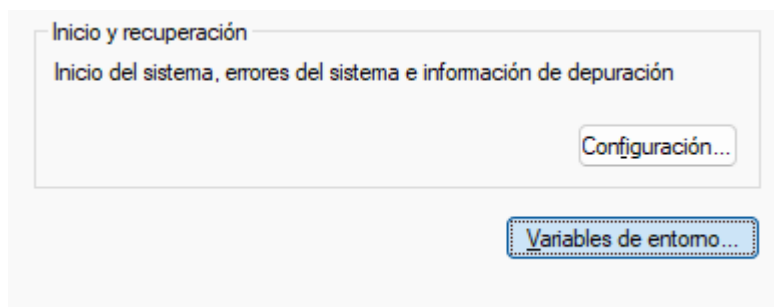 Inicio y recuperación
Inicio del sistema, errores del sistema e información de depuración
Configuración...
Variables de entorno...